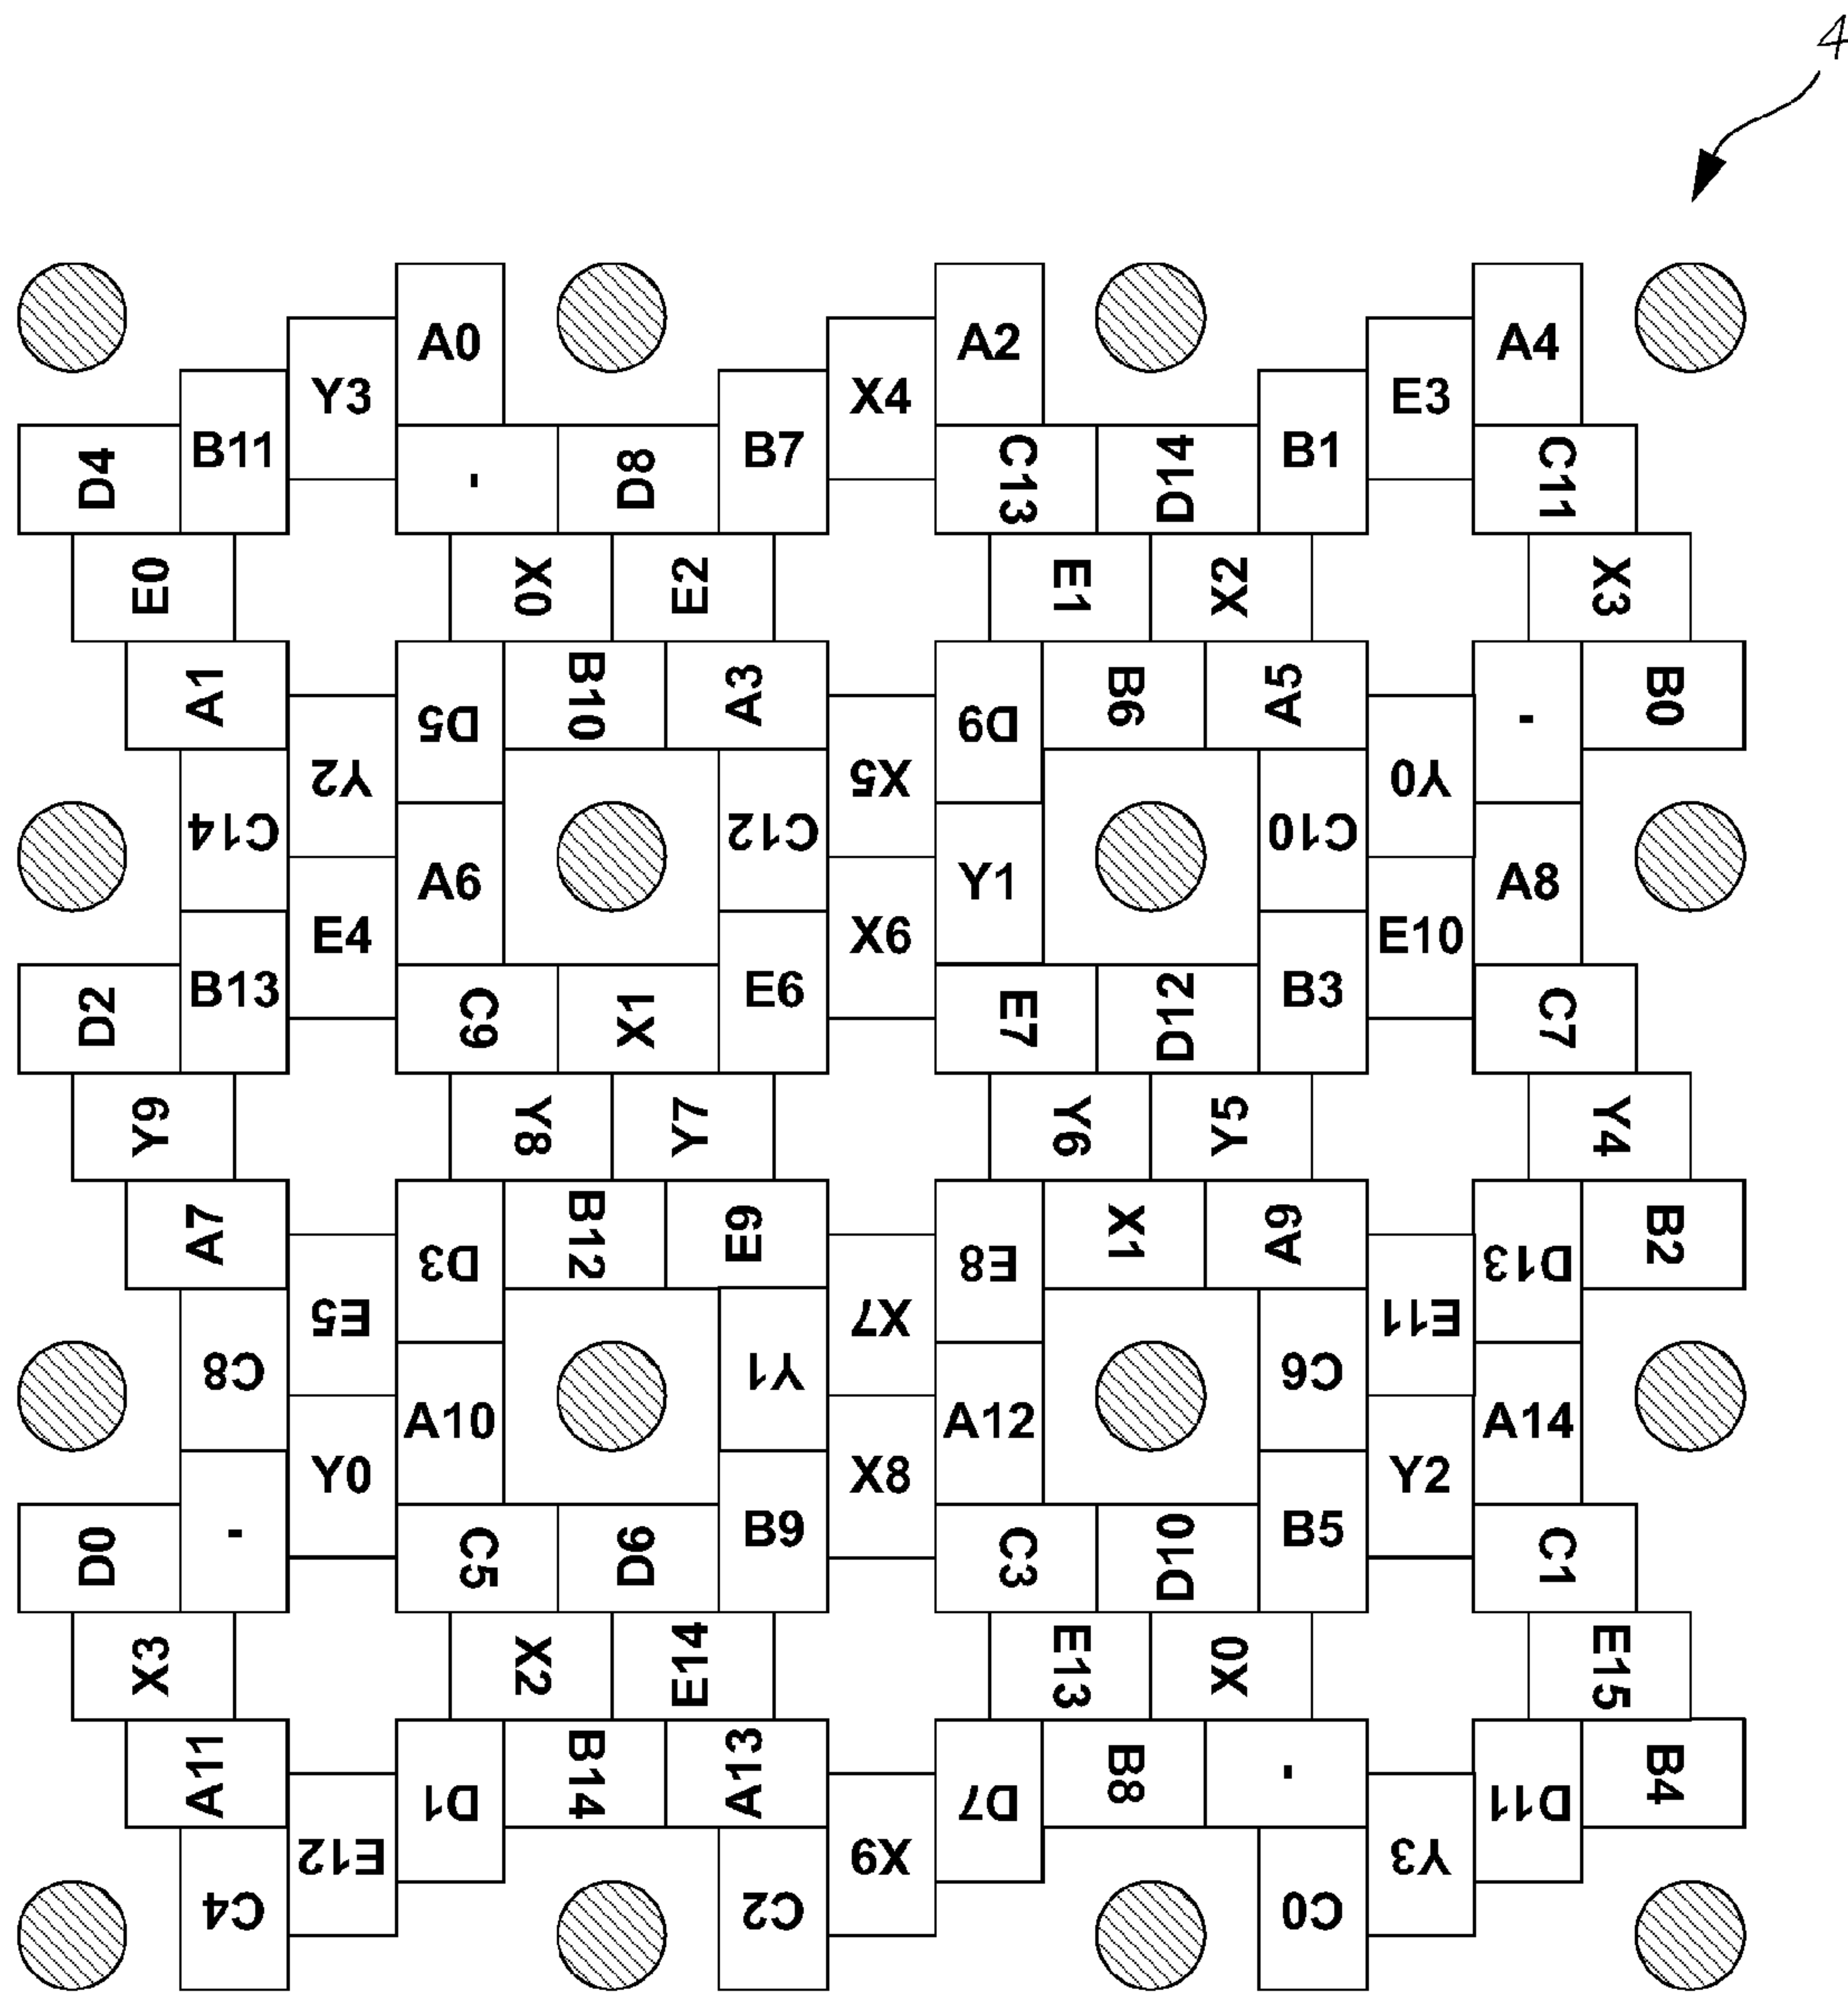 4
A0 A2 A4
Y3 X4 E3
B11 B7 B1
D4 - D8 C13 D14 C11
E0 X0 E2 E1 X2 X3
A1 D5 B10 A3 D9 B6 A5 - B0
Y2 X5 Y0
C14 C12 C10
A6 Y1 A8
E4 X6 E10
B13 E6 B3
D2 C9 X1 E7 D12 C7
Y9 Y8 Y7 Y6 Y5 Y4
A7 D3 B12 E9 E8 X1 A9 D13 B2
E5 X7 E11
C8 Y1 C6
A10 A12 A14
Y0 X8 Y2
- B9 B5
D0 C5 D6 C3 D10 C1
X3 X2 E14 E13 X0 E15
A11 D1 B14 A13 D7 B8 - D11 B4
E12 X9 Y3
C4 C2 C0